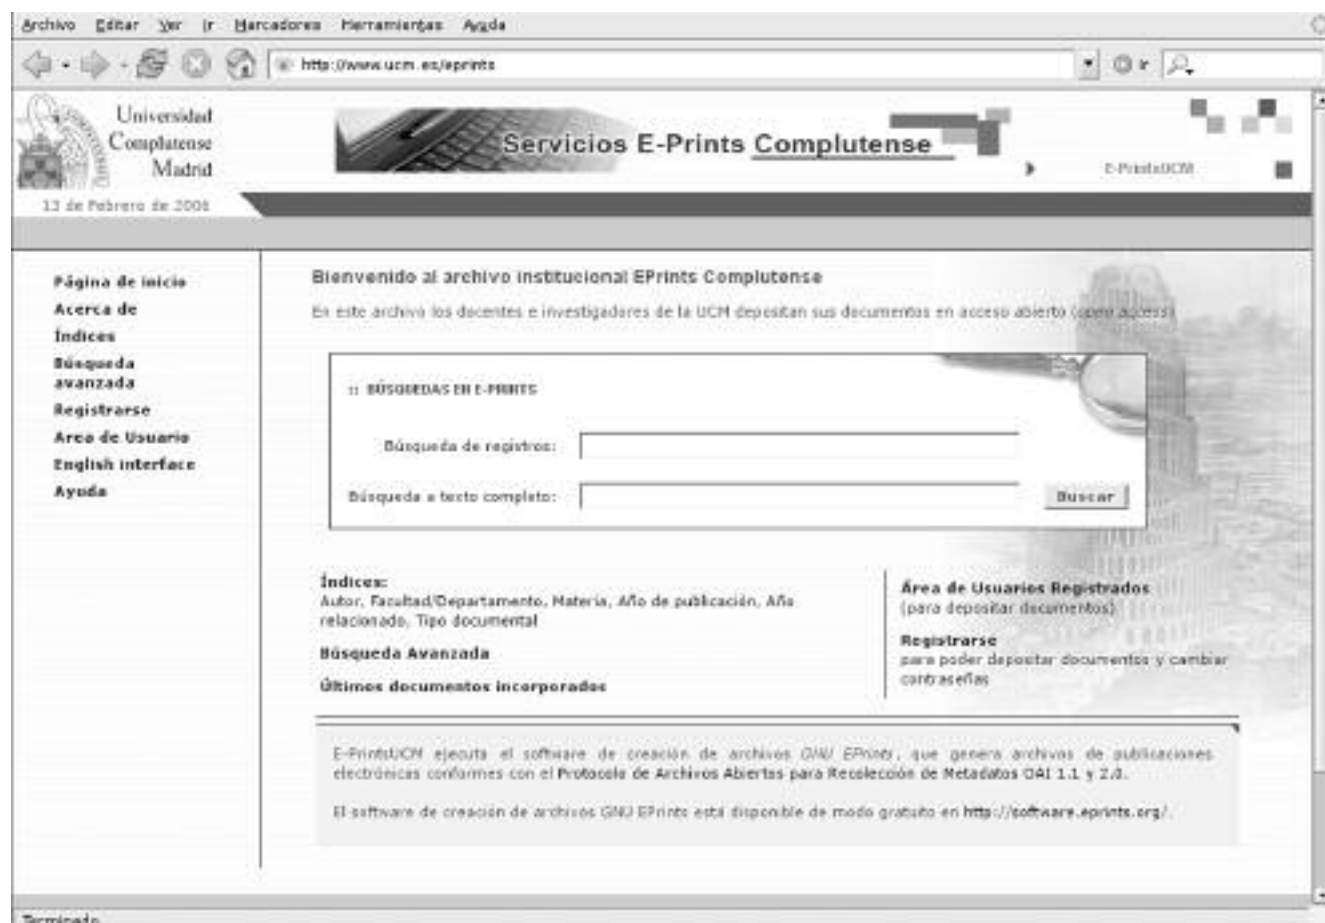 Archivo Editar Ver Ir Marcadores Herramientas Ayuda
http://www.ucm.es/eprints
Ir
Universidad
Complutense
Madrid
Servicios E-Prints Complutense
E-PrintsUCM
13 de Febrero de 2006
Página de inicio
Acerca de
Índices
Búsqueda
avanzada
Registrarse
Area de Usuario
English interface
Ayuda
Bienvenido al archivo institucional EPrints Complutense
En este archivo los docentes e investigadores de la UCM depositan sus documentos en acceso abierto (open access)
:: BÚSQUEDAS EN E-PRINTS
Búsqueda de registros:
Búsqueda a texto completo:
Buscar
Índices:
Autor, Facultad/Departamento, Materia, Año de publicación, Año
relacionado, Tipo documental
Búsqueda Avanzada
Últimos documentos incorporados
Área de Usuarios Registrados
(para depositar documentos)
Registrarse
para poder depositar documentos y cambiar
contraseñas
E-PrintsUCM ejecuta el software de creación de archivos GNU EPrints, que genera archivos de publicaciones
electrónicas conformes con el Protocolo de Archivos Abiertos para Recolección de Metadatos OAI 1.1 y 2.0.
El software de creación de archivos GNU EPrints está disponible de modo gratuito en http://software.eprints.org/.
Terminado